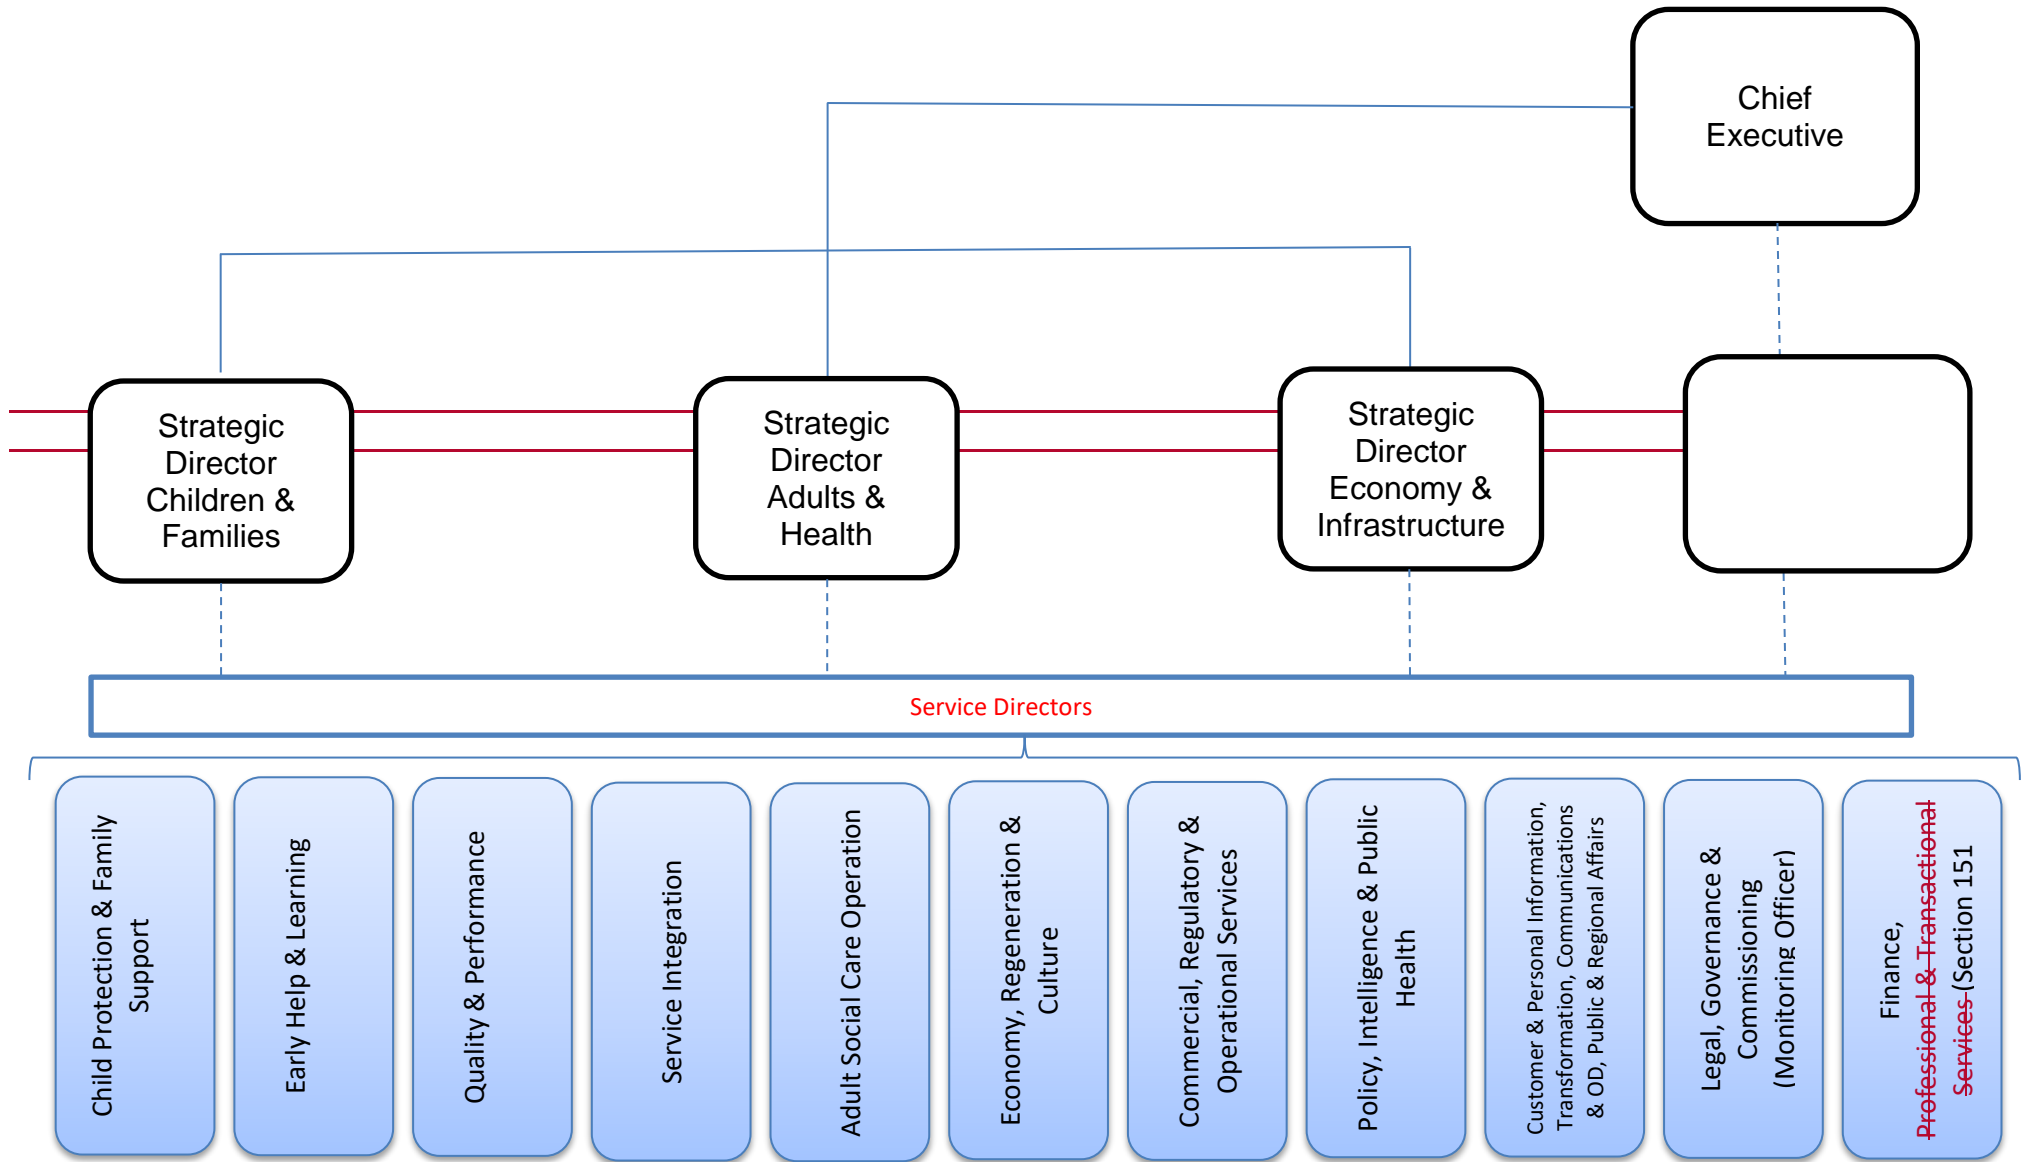 Chief
Executive
Strategic
Director
Children &
Families
Strategic
Director
Adults &
Health
Strategic
Director
Economy &
Infrastructure
Service Directors
Child Protection & Family
Support
Early Help & Learning
Quality & Performance
Service Integration
Adult Social Care Operation
Economy, Regeneration &
Culture
Commercial, Regulatory &
Operational Services
Policy, Intelligence & Public
Health
Customer & Personal Information,
Transformation, Communications
& OD, Public & Regional Affairs
Legal, Governance &
Commissioning
(Monitoring Officer)
Finance,
Professional & Transactional
Services (Section 151